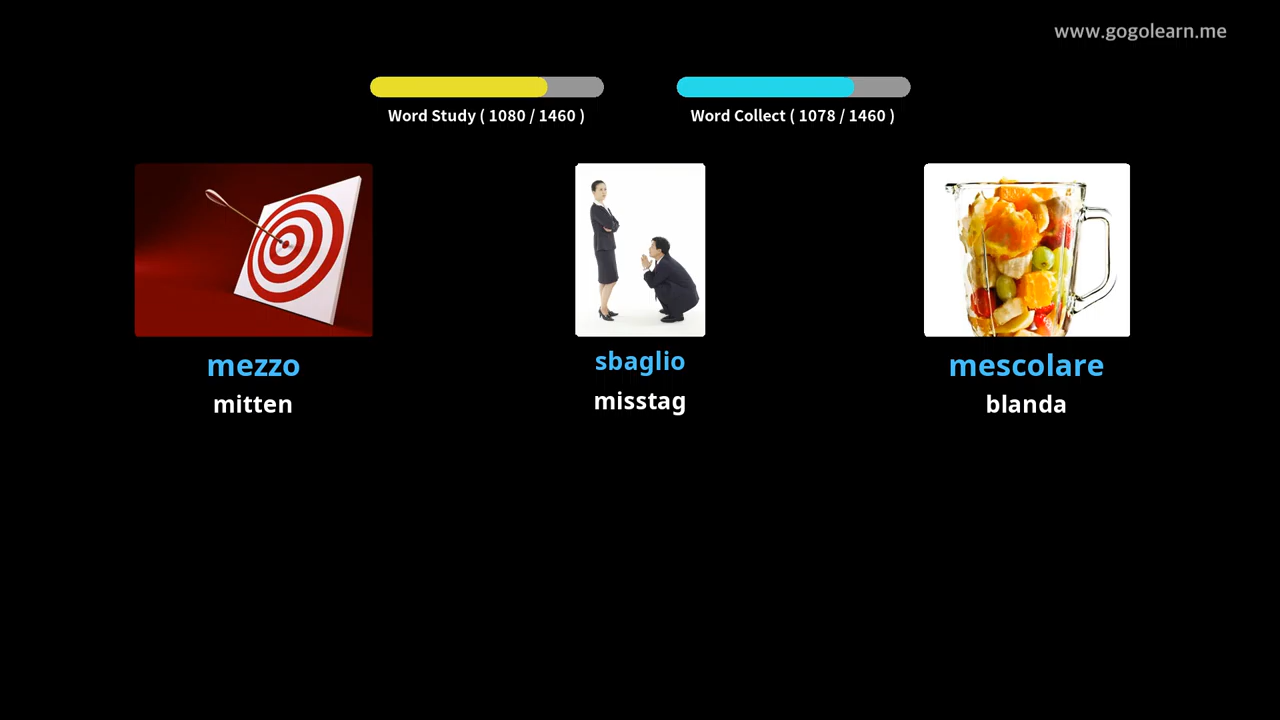 www.gogolearn.me
Word Study ( 1080 / 1460 )
Word Collect ( 1078 / 1460 )
mezzo
mitten
sbaglio
misstag
mescolare
blanda